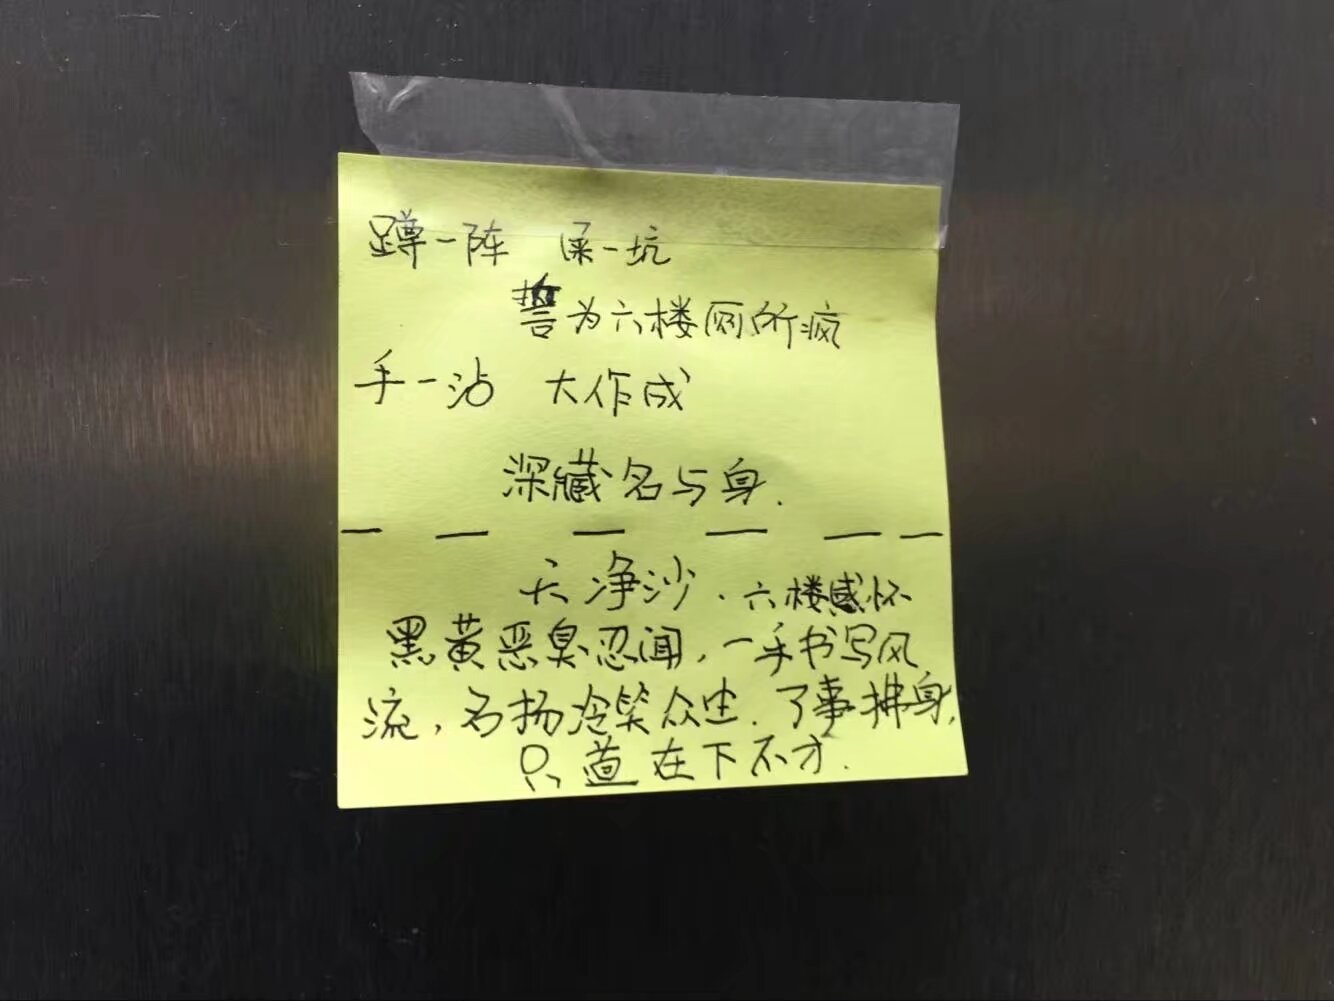 蹲一阵 屎一坑
誓为六楼厕所疯
手一沾 大作成
深藏名与身.
天净沙.六楼感怀
黑黄恶臭忍闻,一手书写风
流,名扬冷笑众生.了事拂身,
只道在下不才.